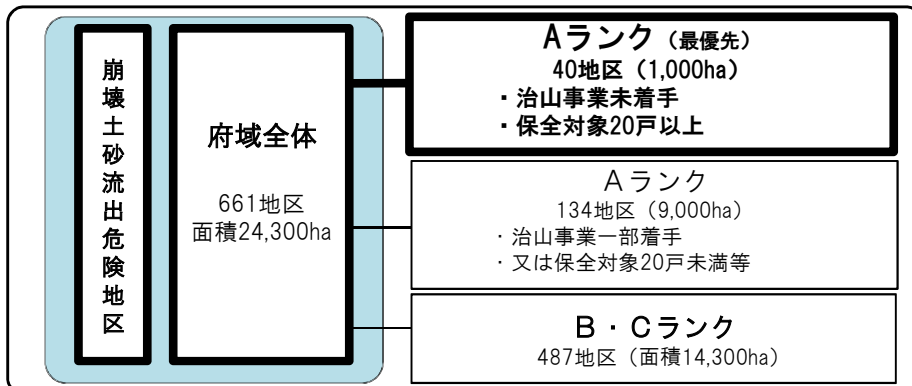 崩壊土砂流出危険地区
府域全体
661地区
面積24,300ha
Aランク（最優先）
40地区（1,000ha）
・治山事業未着手
・保全対象20戸以上
Aランク
134地区（9,000ha）
・治山事業一部着手
・又は保全対象20戸未満等
B・Cランク
487地区（面積14,300ha）